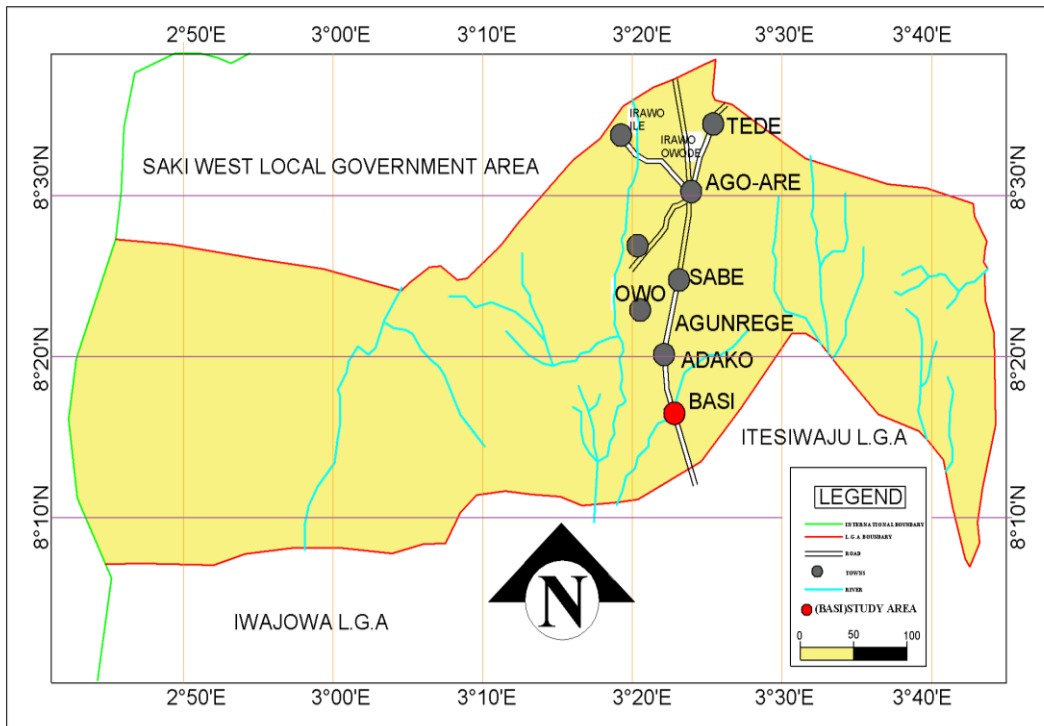 2°50'E 3°00'E 3°10'E 3°20'E 3°30'E 3°40'E
IRAWO
ILE
TEDE
IRAWO
OWODE
SAKI WEST LOCAL GOVERNMENT AREA
8°30'N
AGO-ARE
8°30'N
SABE
OWO
AGUNREGE
8°20'N
ADAKO
8°20'N
BASI
ITESIWAJU L.G.A
8°10'N
8°10'N
LEGEND
INTERNATIONAL BOUNDARY
L.G.A BOUNDARY
ROAD
TOWNS
RIVER
(BASI)STUDY AREA
0 50 100
N
IWAJOWA L.G.A
2°50'E 3°00'E 3°10'E 3°20'E 3°30'E 3°40'E